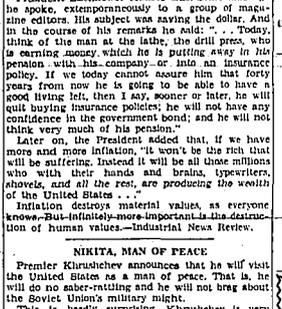 he spoke, extemporanneously to a group of maga-
zine editors. His subject was saving the dollar. And
in the course of his remarks he said: ". . . Today,
think of the man at the lathe, the drill press, who
is earning money which he is putting away in his
pension with his company or into an insurance
policy. If we today cannot assure him that forty
years from now he is going to be able to have a
good living left, then I say, sooner or later, he will
quit buying insurance policies; he will not have any
confidence in the government bond; and he will not
think very much of his pension."
Later on, the President added that, if we have
more and more inflation, "it won't be the rich that
will be suffering. Instead it will be all those millions
who with their hands and brains, typewriters,
shovels, and all the rest, are producing the wealth
of the United States . . ."
Inflation destroys material values, as everyone
knows. But infinitely more important is the destruc-
tion of human values.—Industrial News Review.
NIKITA, MAN OF PEACE
Premier Khrushchev announces that he will visit
the United States as a man of peace. That is, he
will do no saber-rattling and he will not brag about
the Soviet Union's military might.